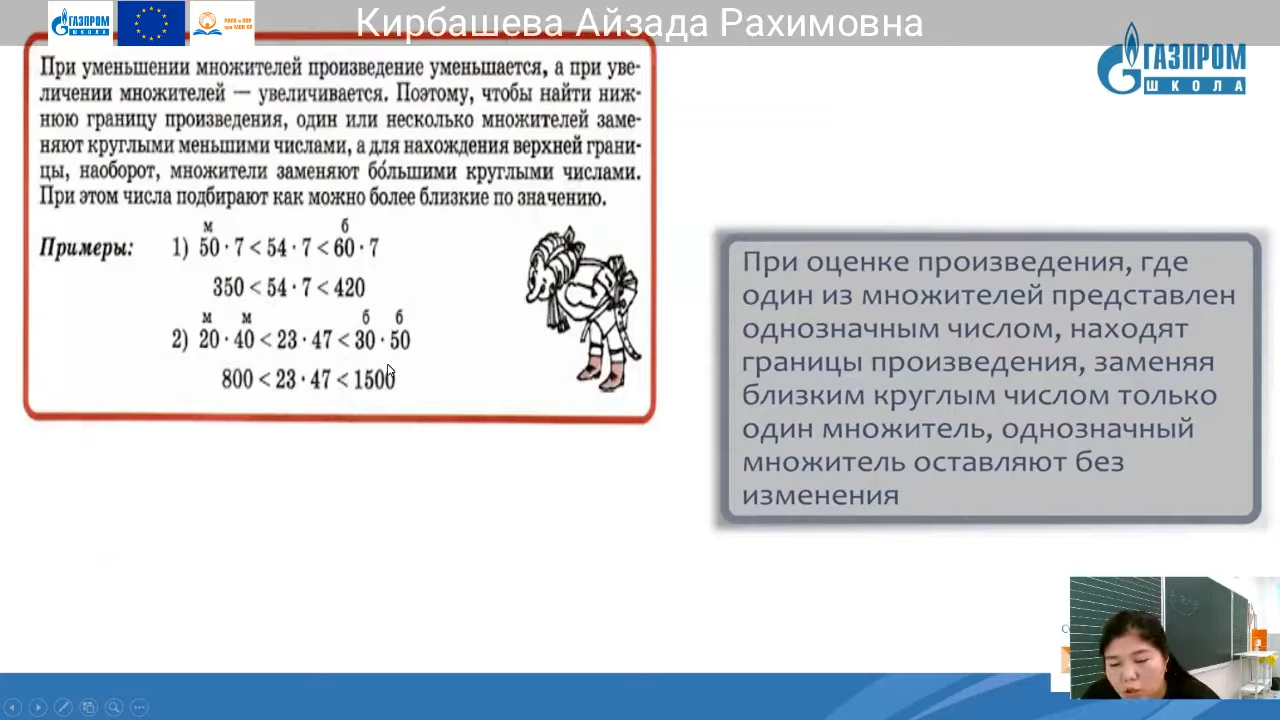 Кирбашева Айзада Рахимовна
ГАЗПРОМ
ШКОЛА
ГАЗПРОМ
ШКОЛА
При уменьшении множителей произведение уменьшается, а при уве-
личении множителей — увеличивается. Поэтому, чтобы найти ниж-
нюю границу произведения, один или несколько множителей заме-
няют круглыми меньшими числами, а для нахождения верхней грани-
цы, наоборот, множители заменяют бо́льшими круглыми числами.
При этом числа подбирают как можно более близкие по значению.
м б
Примеры: 1) 50 · 7 < 54 · 7 < 60 · 7
350 < 54 · 7 < 420
м м б б
2) 20 · 40 < 23 · 47 < 30 · 50
800 < 23 · 47 < 1500
При оценке произведения, где
один из множителей представлен
однозначным числом, находят
границы произведения, заменяя
близким круглым числом только
один множитель, однозначный
множитель оставляют без
изменения